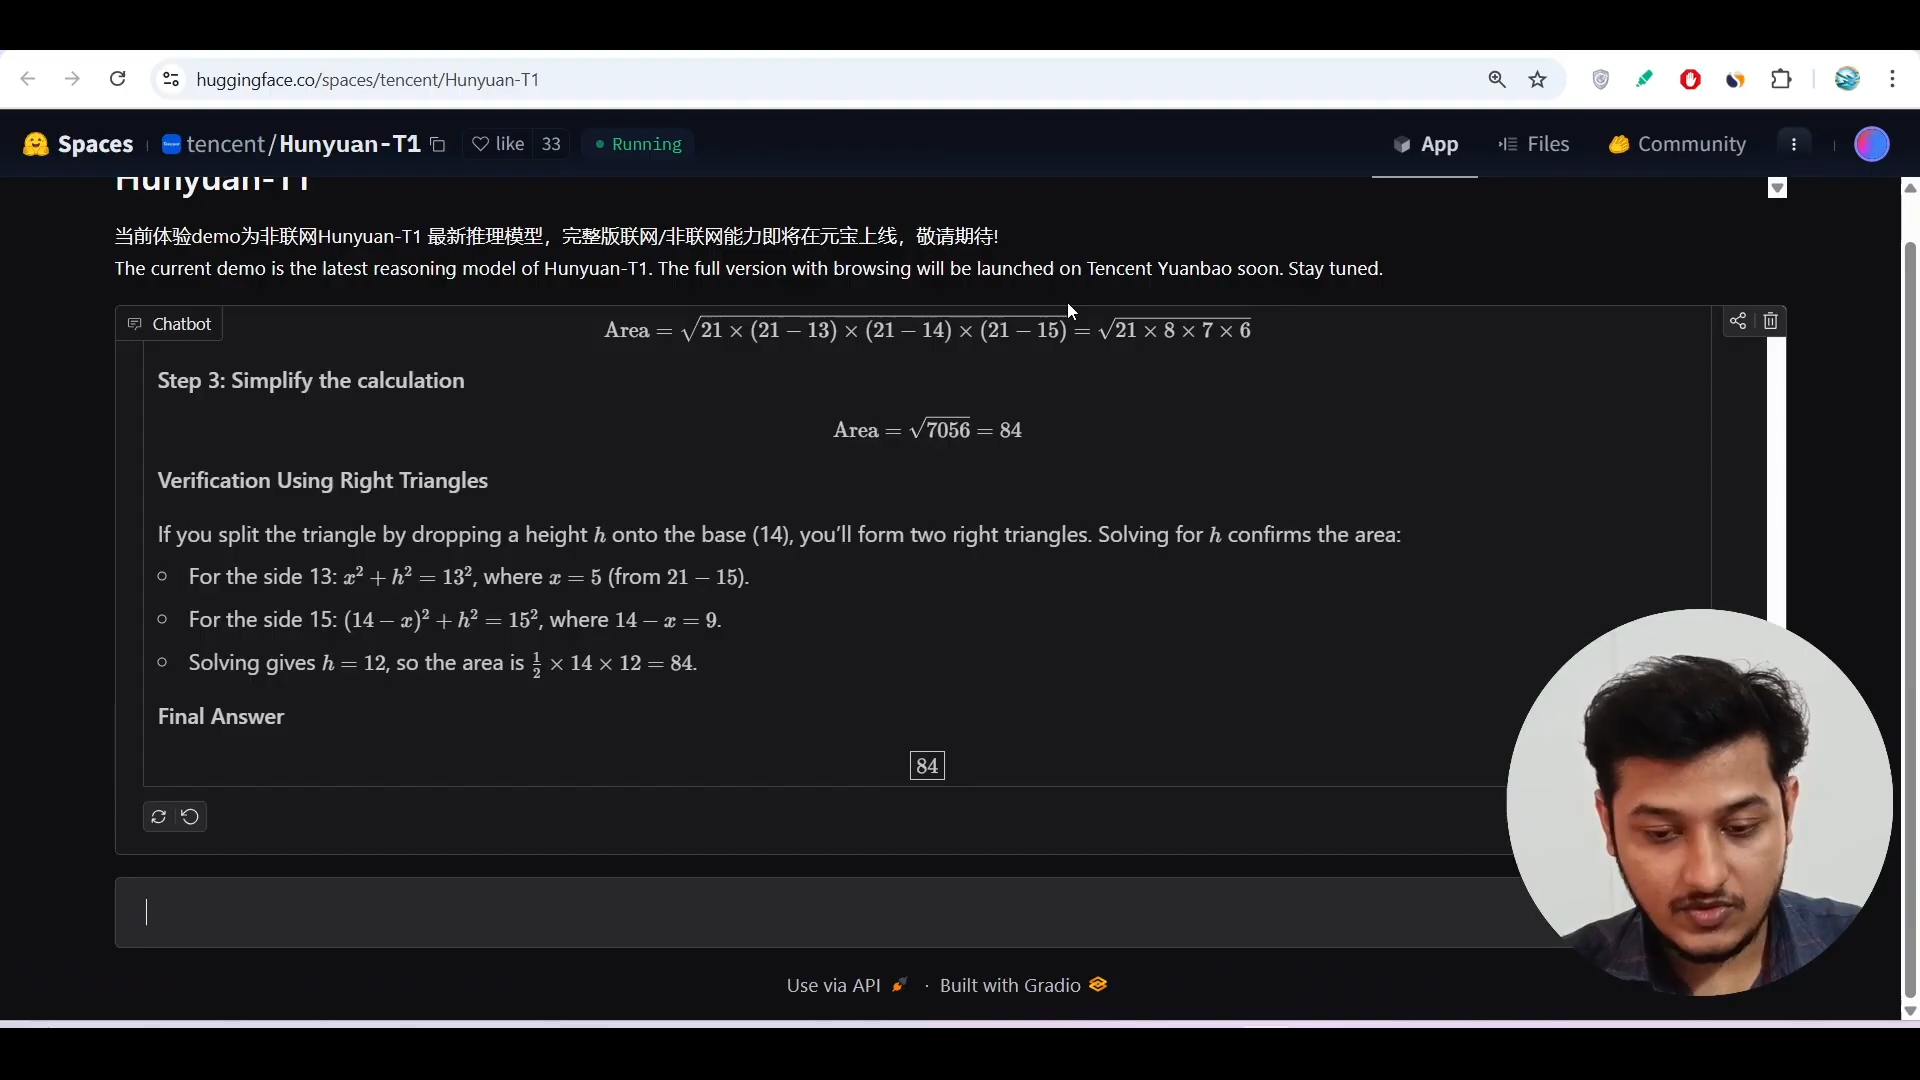 huggingface.co/spaces/tencent/Hunyuan-T1
Spaces tencent/Hunyuan-T1 like 33 Running App Files Community
Hunyuan-T1
当前体验demo为非联网Hunyuan-T1 最新推理模型，完整版联网/非联网能力即将在元宝上线，敬请期待!
The current demo is the latest reasoning model of Hunyuan-T1. The full version with browsing will be launched on Tencent Yuanbao soon. Stay tuned.
Chatbot
Area = √(21 × (21 − 13) × (21 − 14) × (21 − 15)) = √(21 × 8 × 7 × 6)
Step 3: Simplify the calculation
Area = √7056 = 84
Verification Using Right Triangles
If you split the triangle by dropping a height h onto the base (14), you’ll form two right triangles. Solving for h confirms the area:
For the side 13: x² + h² = 13², where x = 5 (from 21 − 15).
For the side 15: (14 − x)² + h² = 15², where 14 − x = 9.
Solving gives h = 12, so the area is ½ × 14 × 12 = 84.
Final Answer
84
Use via API · Built with Gradio